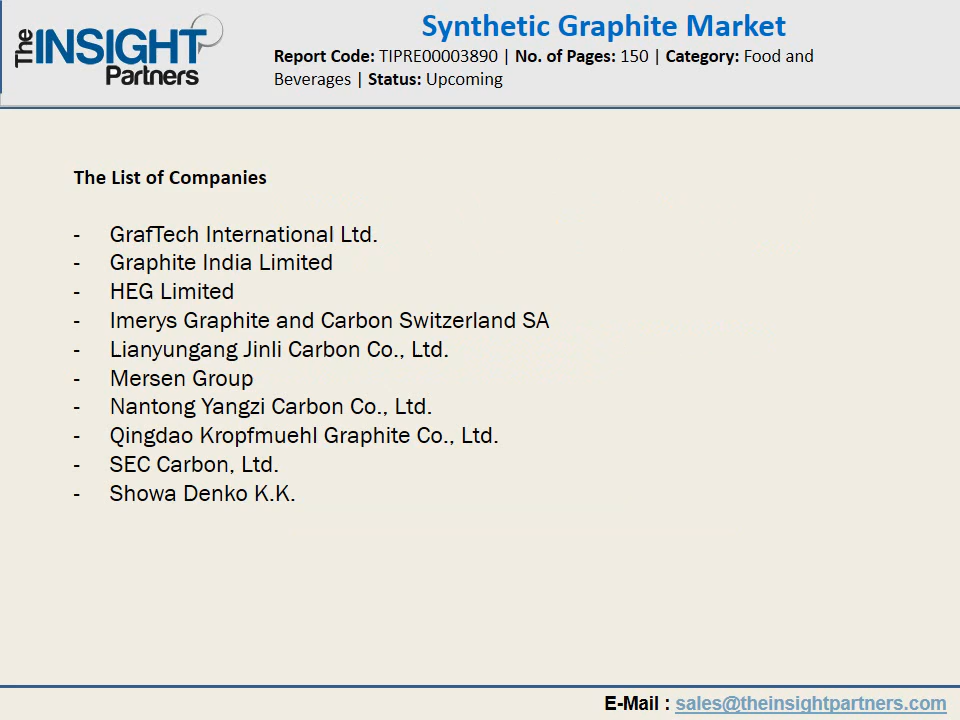 The INSIGHT Partners
Synthetic Graphite Market
Report Code: TIPRE00003890 | No. of Pages: 150 | Category: Food and
Beverages | Status: Upcoming
The List of Companies
- GrafTech International Ltd.
- Graphite India Limited
- HEG Limited
- Imerys Graphite and Carbon Switzerland SA
- Lianyungang Jinli Carbon Co., Ltd.
- Mersen Group
- Nantong Yangzi Carbon Co., Ltd.
- Qingdao Kropfmuehl Graphite Co., Ltd.
- SEC Carbon, Ltd.
- Showa Denko K.K.
E-Mail : sales@theinsightpartners.com